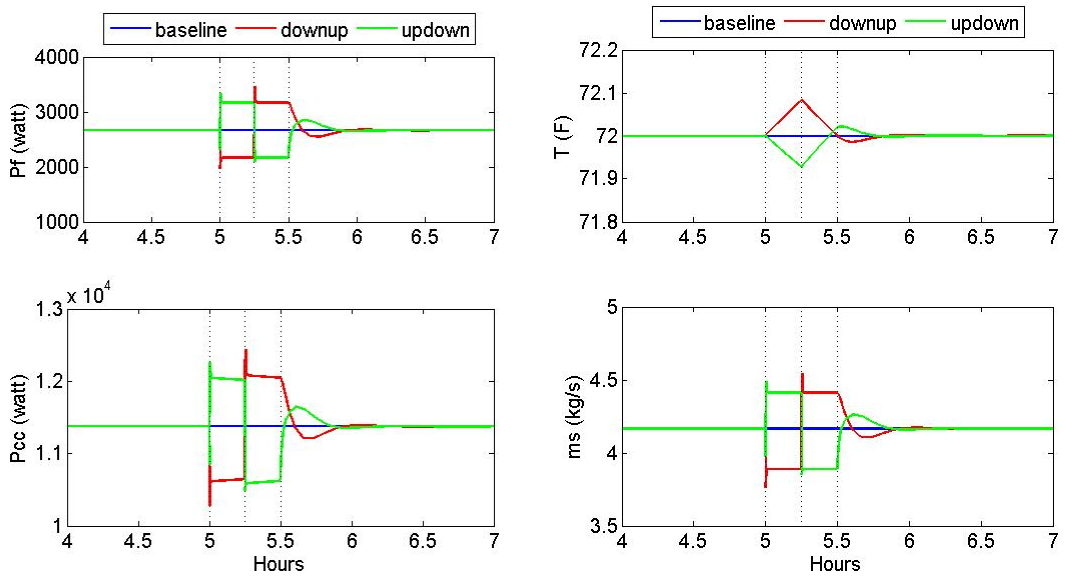 baseline downup updown
4000
3000
2000
1000
Pf (watt)
4 4.5 5 5.5 6 6.5 7
baseline downup updown
72.2
72.1
72
71.9
71.8
T (F)
4 4.5 5 5.5 6 6.5 7
x 10^4
1.3
1.2
1.1
1
Pcc (watt)
4 4.5 5 5.5 6 6.5 7
Hours
5
4.5
4
3.5
ms (kg/s)
4 4.5 5 5.5 6 6.5 7
Hours